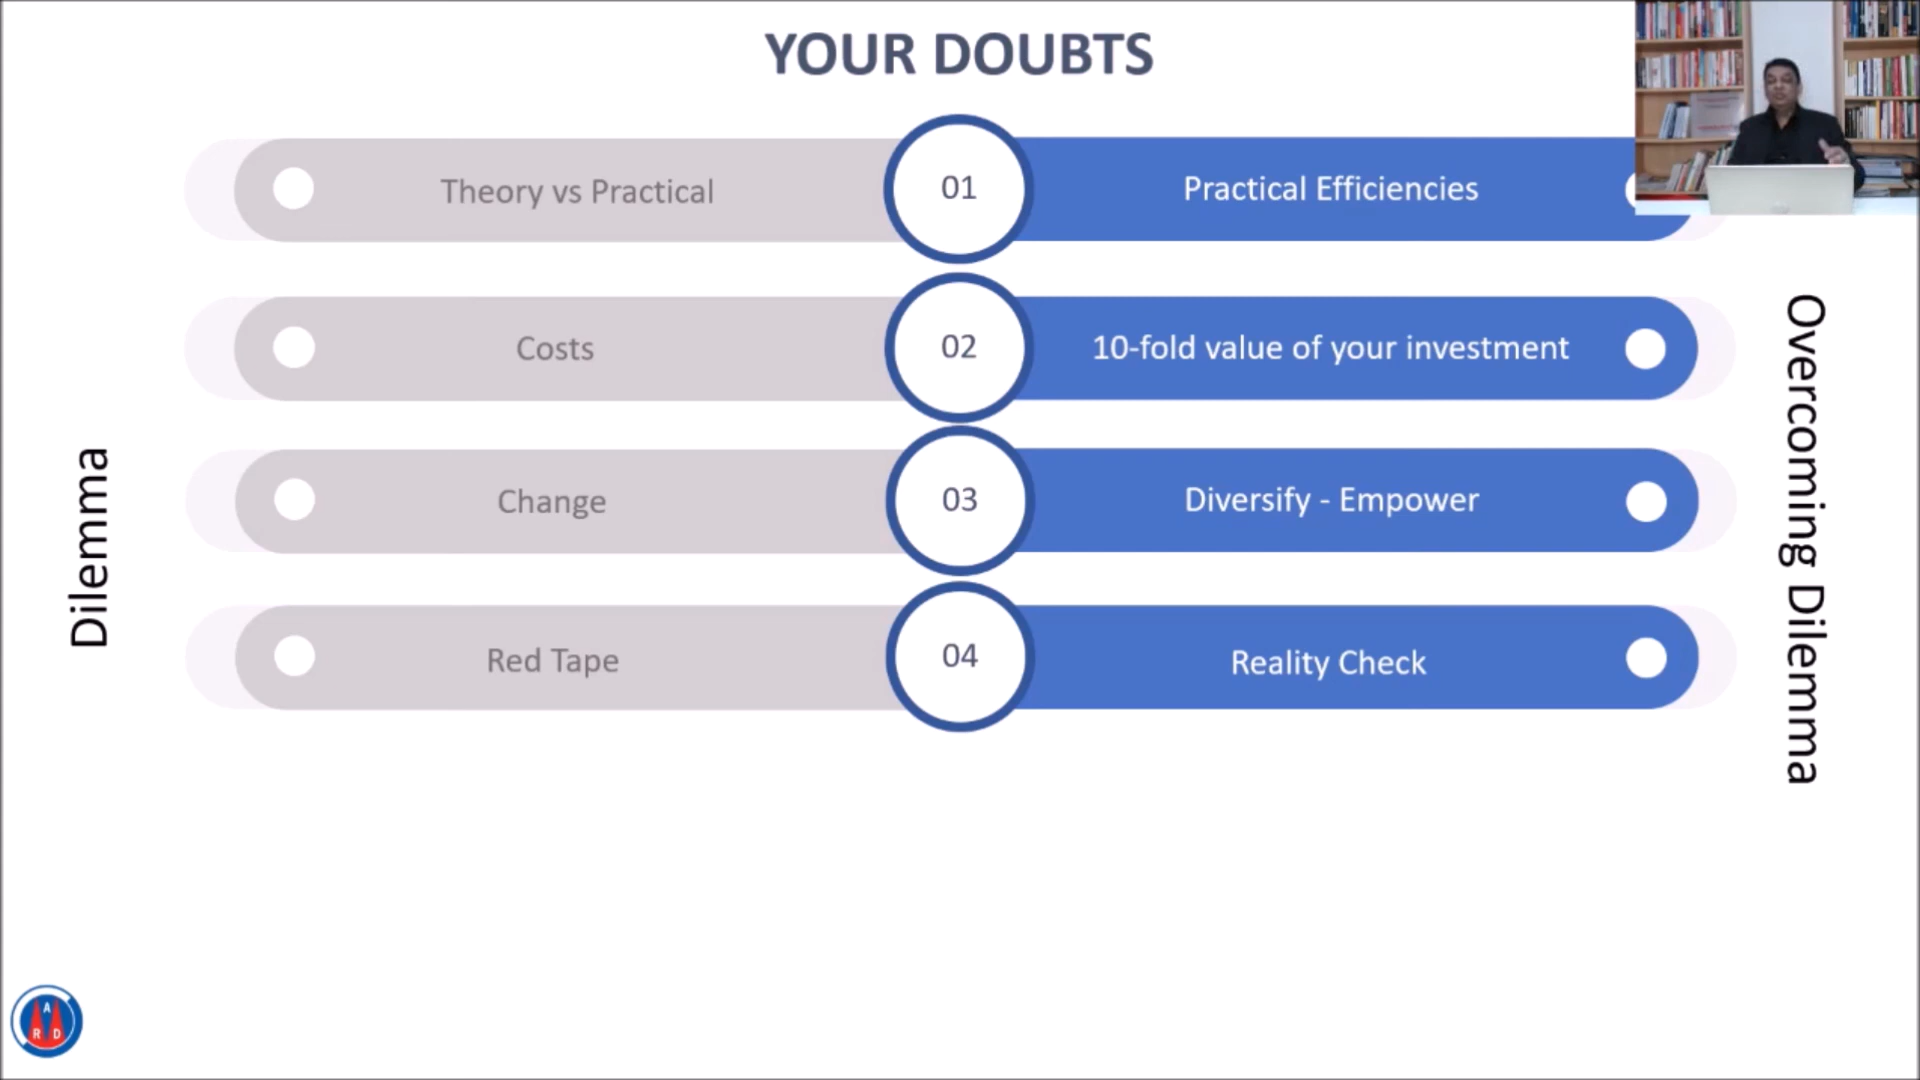 YOUR DOUBTS
Theory vs Practical
01
Practical Efficiencies
Costs
02
10-fold value of your investment
Change
03
Diversify - Empower
Red Tape
04
Reality Check
Dilemma
Overcoming Dilemma
A
R D